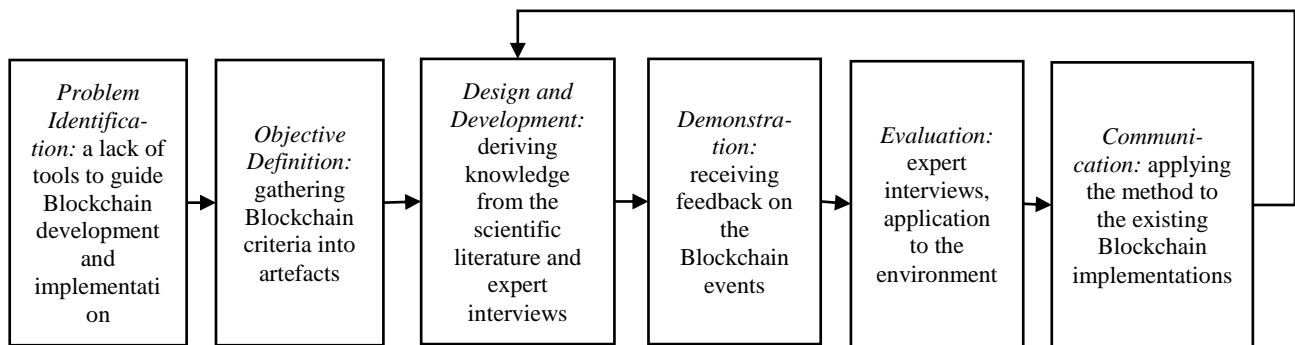 Problem
Identifica-
tion: a lack of
tools to guide
Blockchain
development
and
implementati
on
Objective
Definition:
gathering
Blockchain
criteria into
artefacts
Design and
Development:
deriving
knowledge
from the
scientific
literature and
expert
interviews
Demonstra-
tion:
receiving
feedback on
the
Blockchain
events
Evaluation:
expert
interviews,
application
to the
environment
Communi-
cation: applying
the method to
the existing
Blockchain
implementations